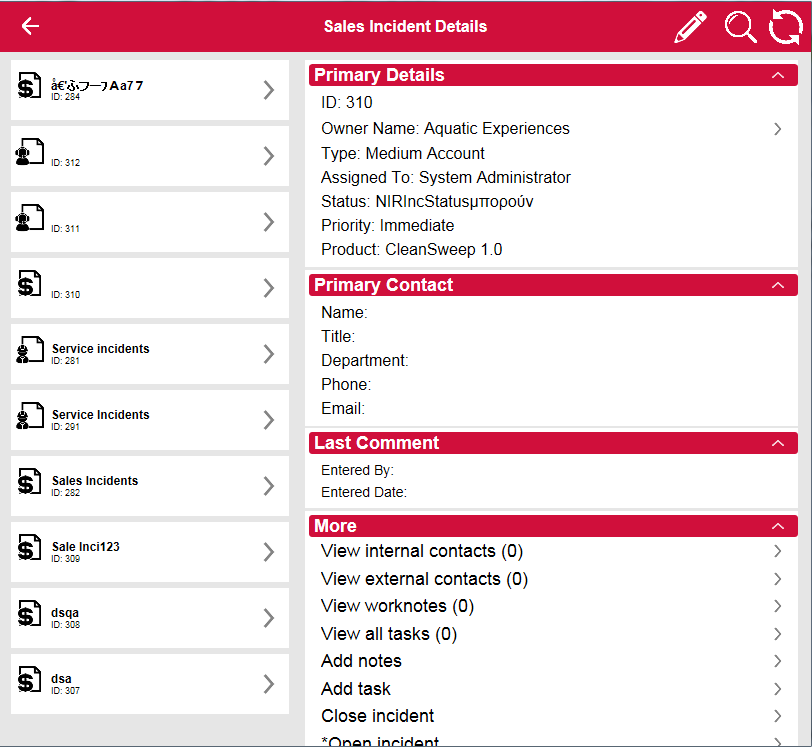 Sales Incident Details
å€'ふフーﾌAa7７
ID: 284
ID: 312
ID: 311
ID: 310
Service incidents
ID: 281
Service Incidents
ID: 291
Sales Incidents
ID: 282
Sale Inci123
ID: 309
dsqa
ID: 308
dsa
ID: 307
Primary Details
ID: 310
Owner Name: Aquatic Experiences
Type: Medium Account
Assigned To: System Administrator
Status: NIRIncStatusμπορούν
Priority: Immediate
Product: CleanSweep 1.0
Primary Contact
Name:
Title:
Department:
Phone:
Email:
Last Comment
Entered By:
Entered Date:
More
View internal contacts (0)
View external contacts (0)
View worknotes (0)
View all tasks (0)
Add notes
Add task
Close incident
*Open incident